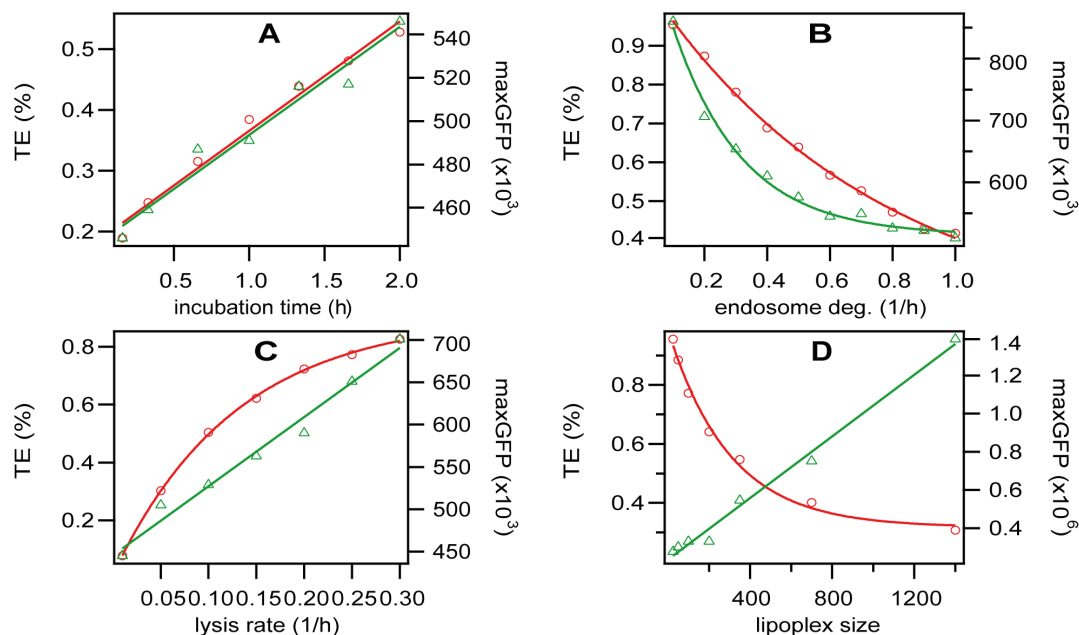 A
TE (%)
0.5
0.4
0.3
0.2
540
520
500
480
460
maxGFP (x10³)
0.5 1.0 1.5 2.0
incubation time (h)
B
TE (%)
0.9
0.8
0.7
0.6
0.5
0.4
800
700
600
maxGFP (x10³)
0.2 0.4 0.6 0.8 1.0
endosome deg. (1/h)
C
TE (%)
0.8
0.6
0.4
0.2
700
650
600
550
500
450
maxGFP (x10³)
0.05 0.10 0.15 0.20 0.25 0.30
lysis rate (1/h)
D
TE (%)
0.8
0.6
0.4
1.4
1.2
1.0
0.8
0.6
0.4
maxGFP (x10⁶)
400 800 1200
lipoplex size